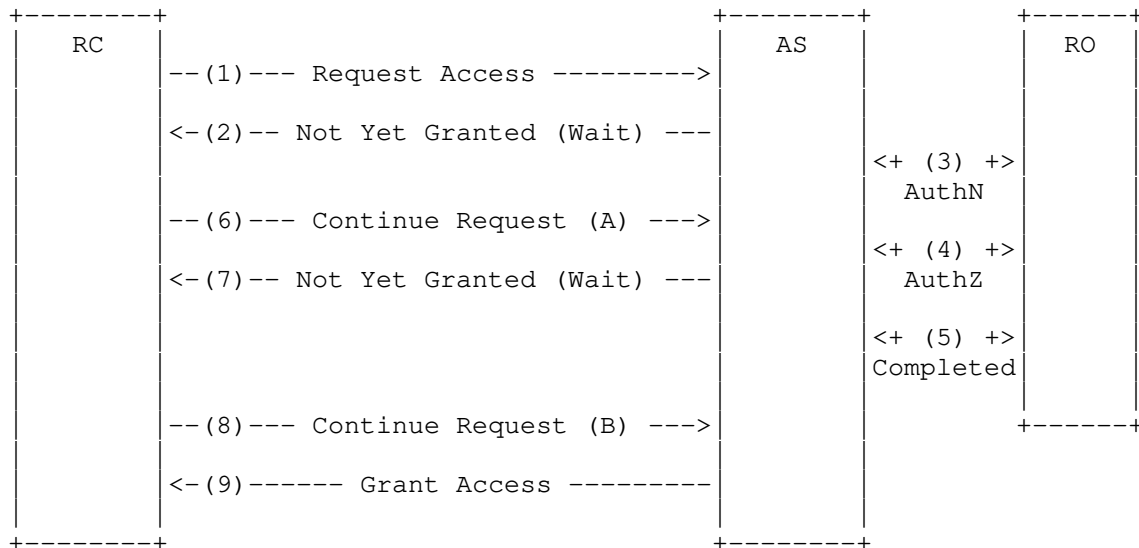 RC AS RO
--(1)--- Request Access --------->
<-(2)-- Not Yet Granted (Wait) ---
<+ (3) +>
AuthN
--(6)--- Continue Request (A) --->
<+ (4) +>
<-(7)-- Not Yet Granted (Wait) --- AuthZ
<+ (5) +>
Completed
--(8)--- Continue Request (B) --->
<-(9)------ Grant Access ---------